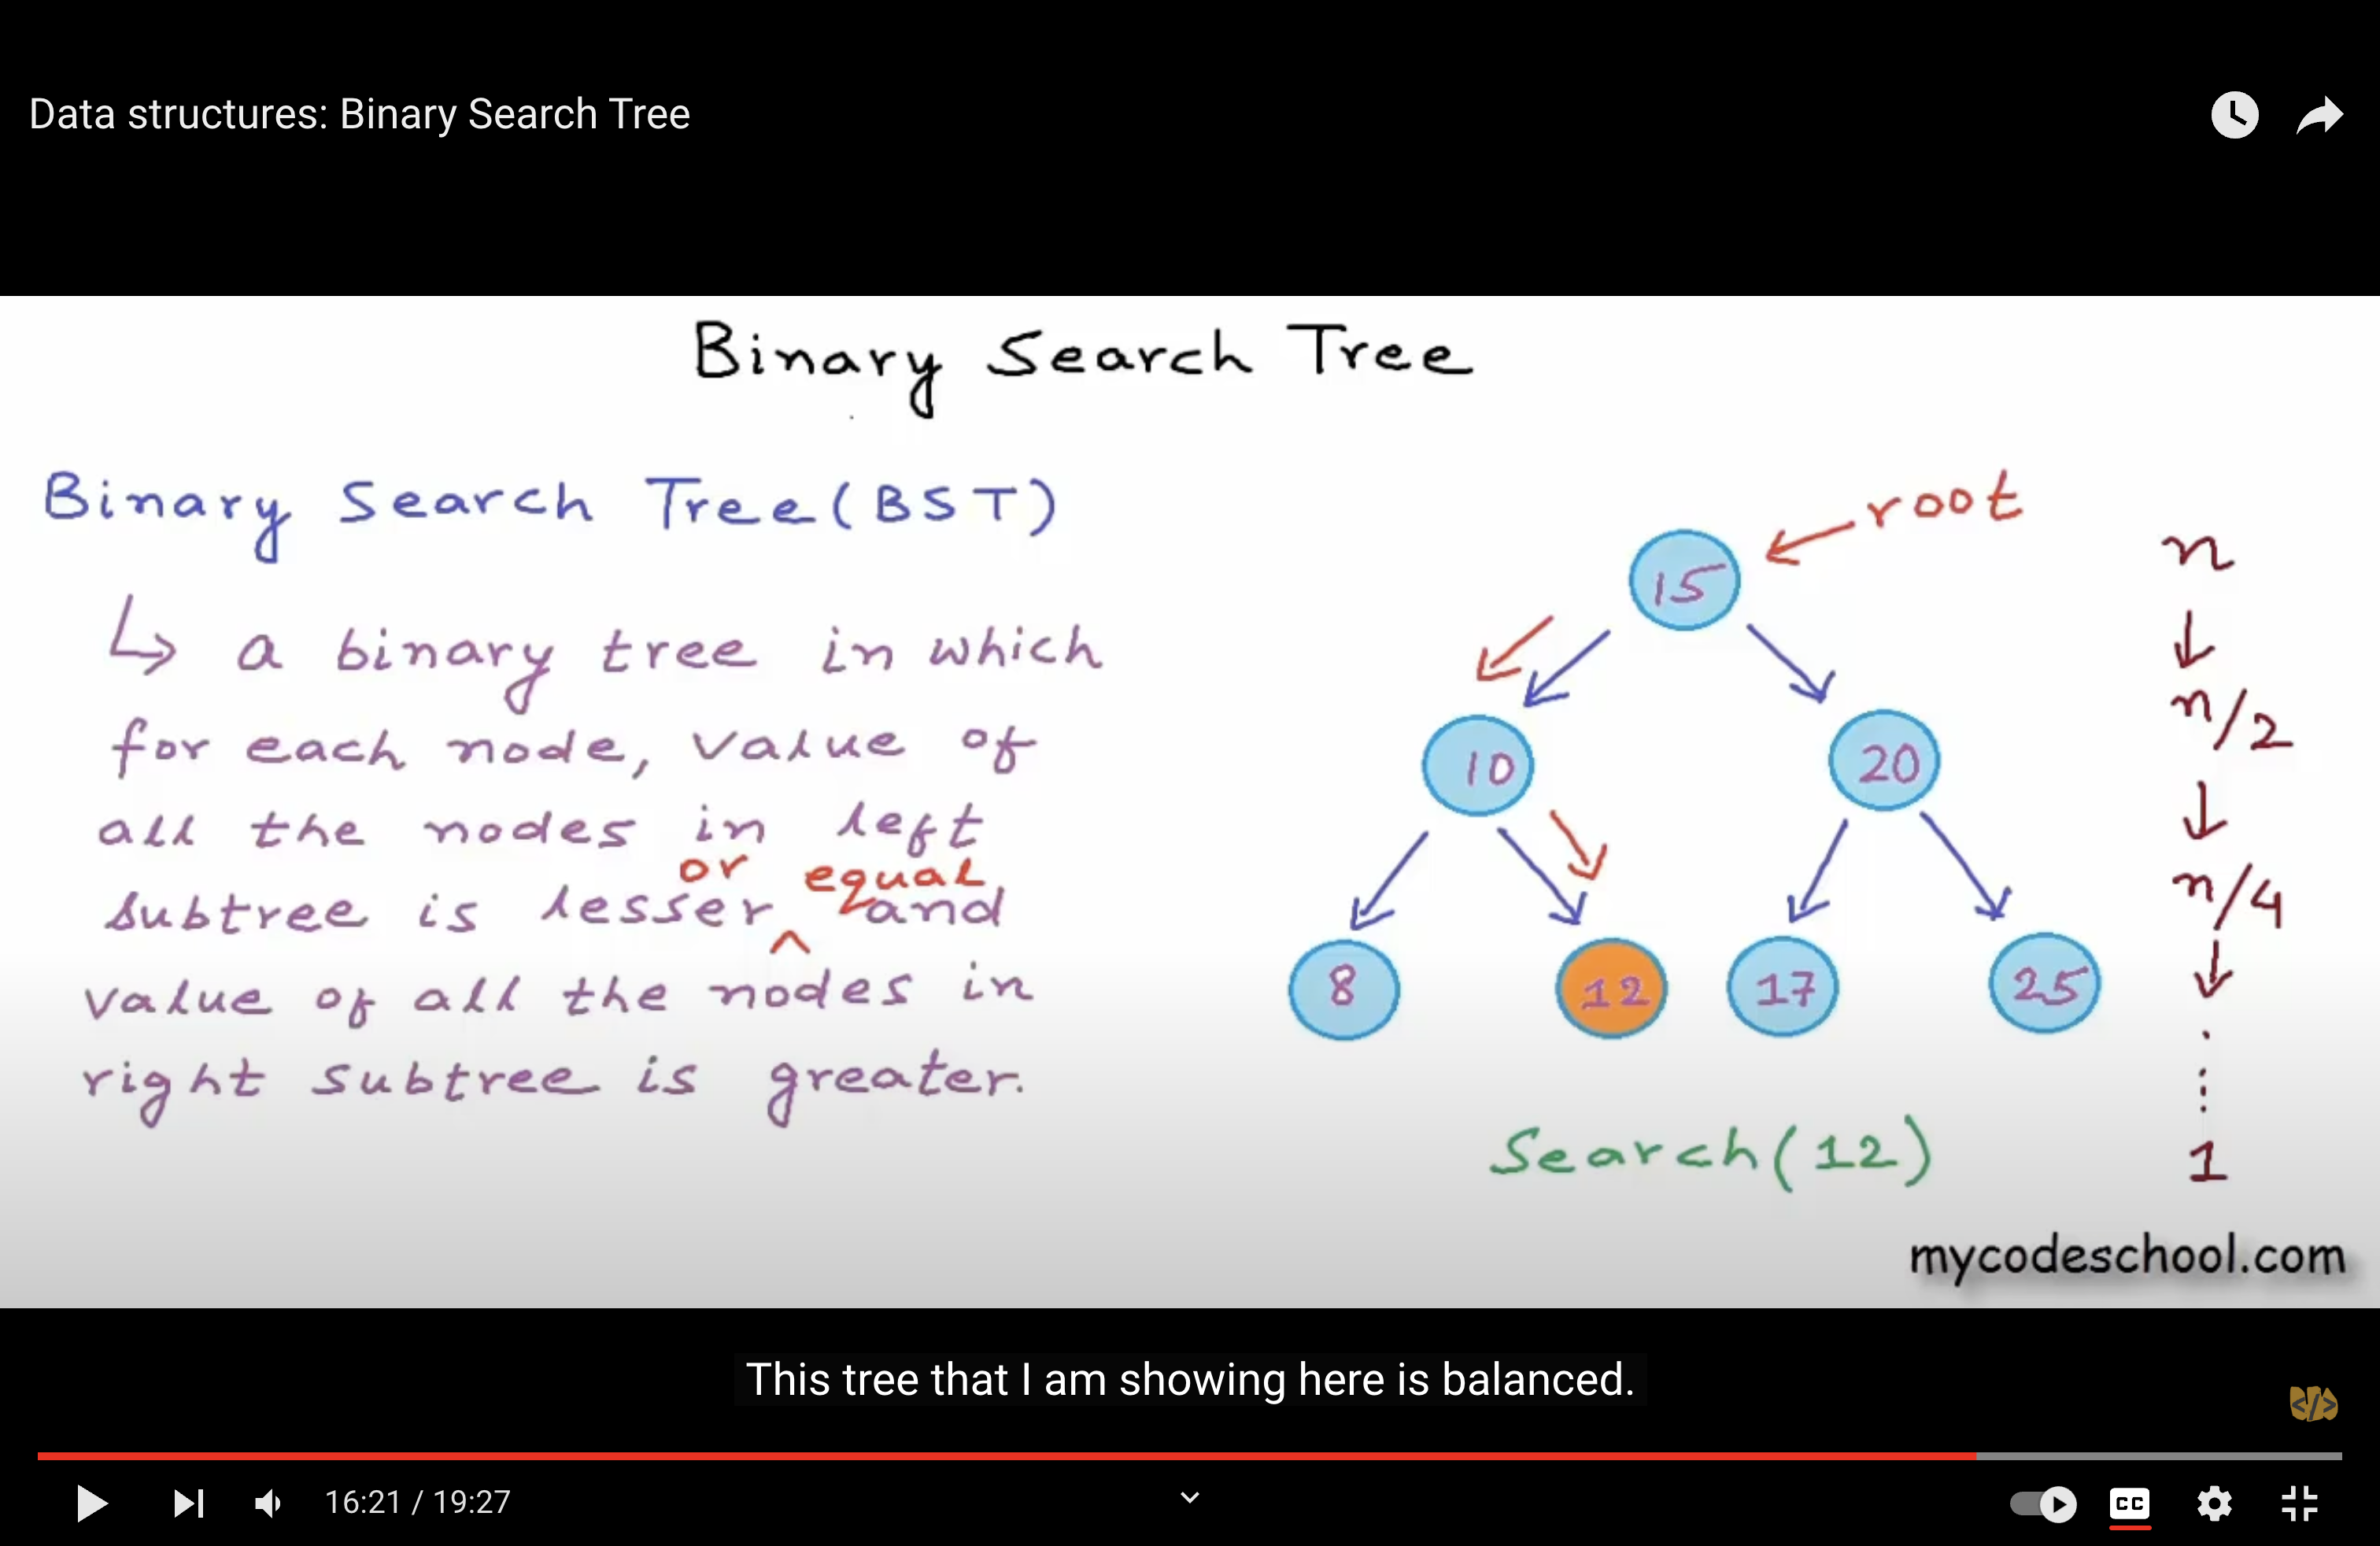 Data structures: Binary Search Tree
Binary Search Tree
Binary Search Tree (BST)
↳ a binary tree in which
for each node, value of
all the nodes in left
or equal
subtree is lesser ^ and
value of all the nodes in
right subtree is greater.
← root
15
10
20
8
12
17
25
Search(12)
n
↓
n/2
↓
n/4
↓
⋮
1
mycodeschool.com
This tree that I am showing here is balanced.
</>
16:21 / 19:27
CC